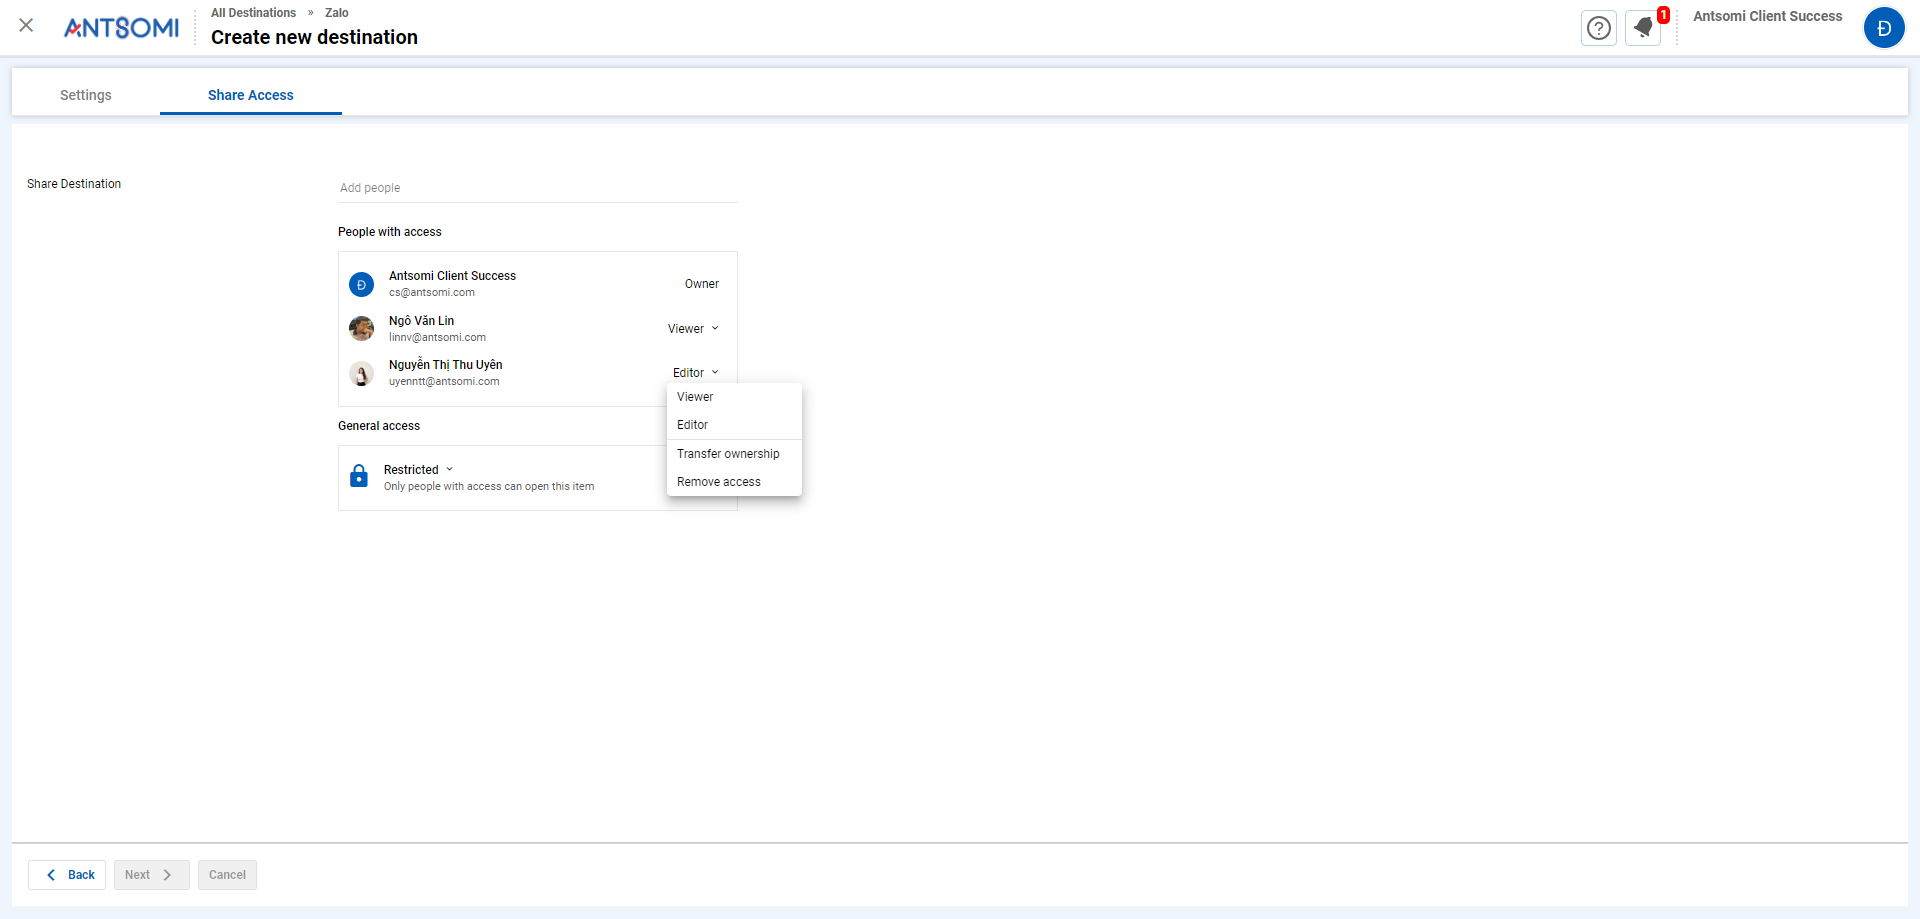 ANTSOMI
All Destinations » Zalo
Create new destination
1
Antsomi Client Success
Đ
Settings
Share Access
Share Destination
Add people
People with access
Đ
Antsomi Client Success
cs@antsomi.com
Owner
Ngô Văn Lin
linnv@antsomi.com
Viewer
Nguyễn Thị Thu Uyên
uyenntt@antsomi.com
Editor
Viewer
Editor
Transfer ownership
Remove access
General access
Restricted
Only people with access can open this item
Back
Next
Cancel